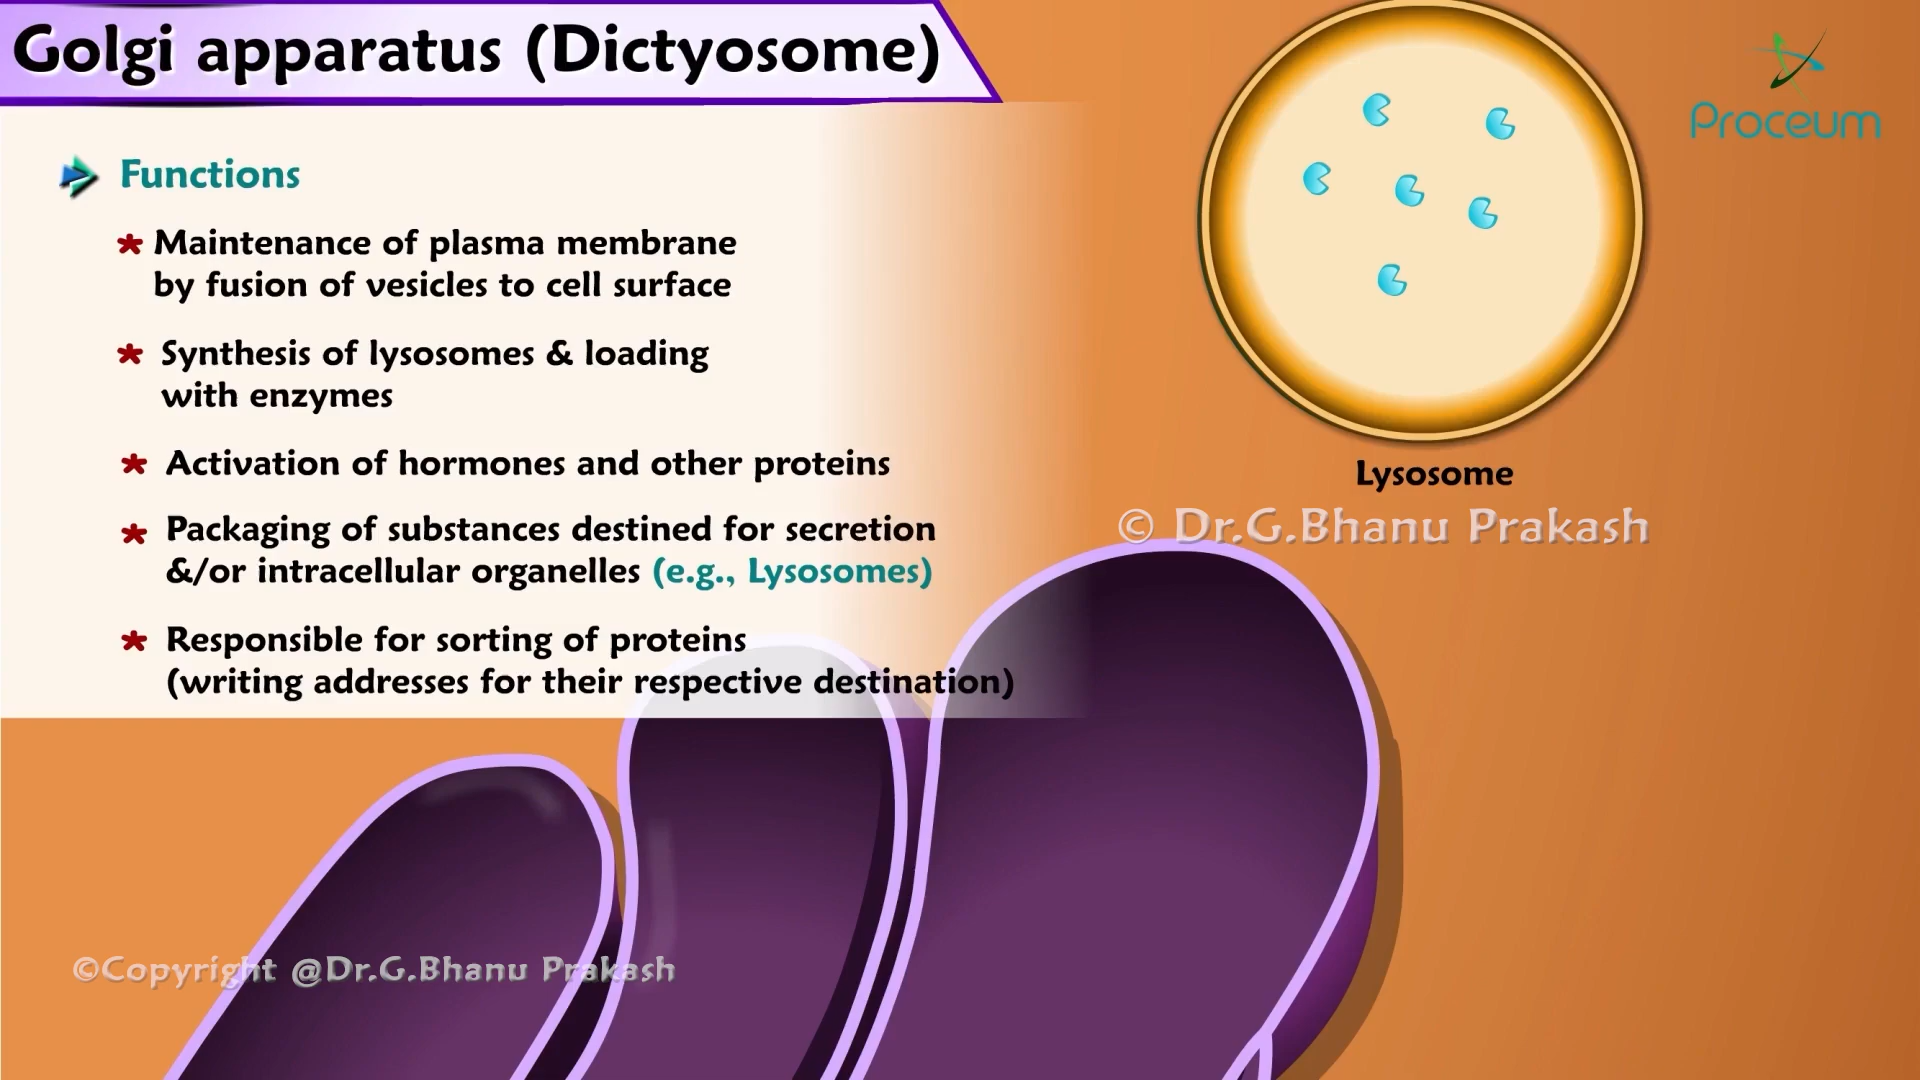 Golgi apparatus (Dictyosome)
Proceum
Functions
* Maintenance of plasma membrane
by fusion of vesicles to cell surface
* Synthesis of lysosomes & loading
with enzymes
* Activation of hormones and other proteins
* Packaging of substances destined for secretion
&/or intracellular organelles (e.g., Lysosomes)
* Responsible for sorting of proteins
(writing addresses for their respective destination)
Lysosome
© Dr.G.Bhanu Prakash
©Copyright @Dr.G.Bhanu Prakash